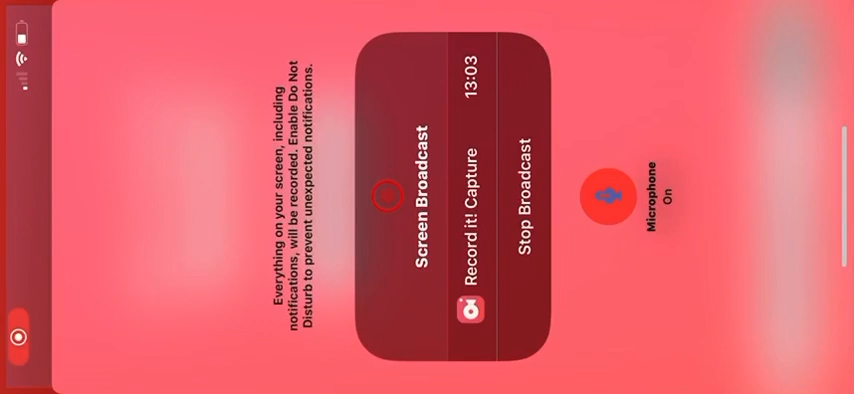 Everything on your screen, including
notifications, will be recorded. Enable Do Not
Disturb to prevent unexpected notifications.
Screen Broadcast
Record it! Capture 13:03
Stop Broadcast
Microphone
On